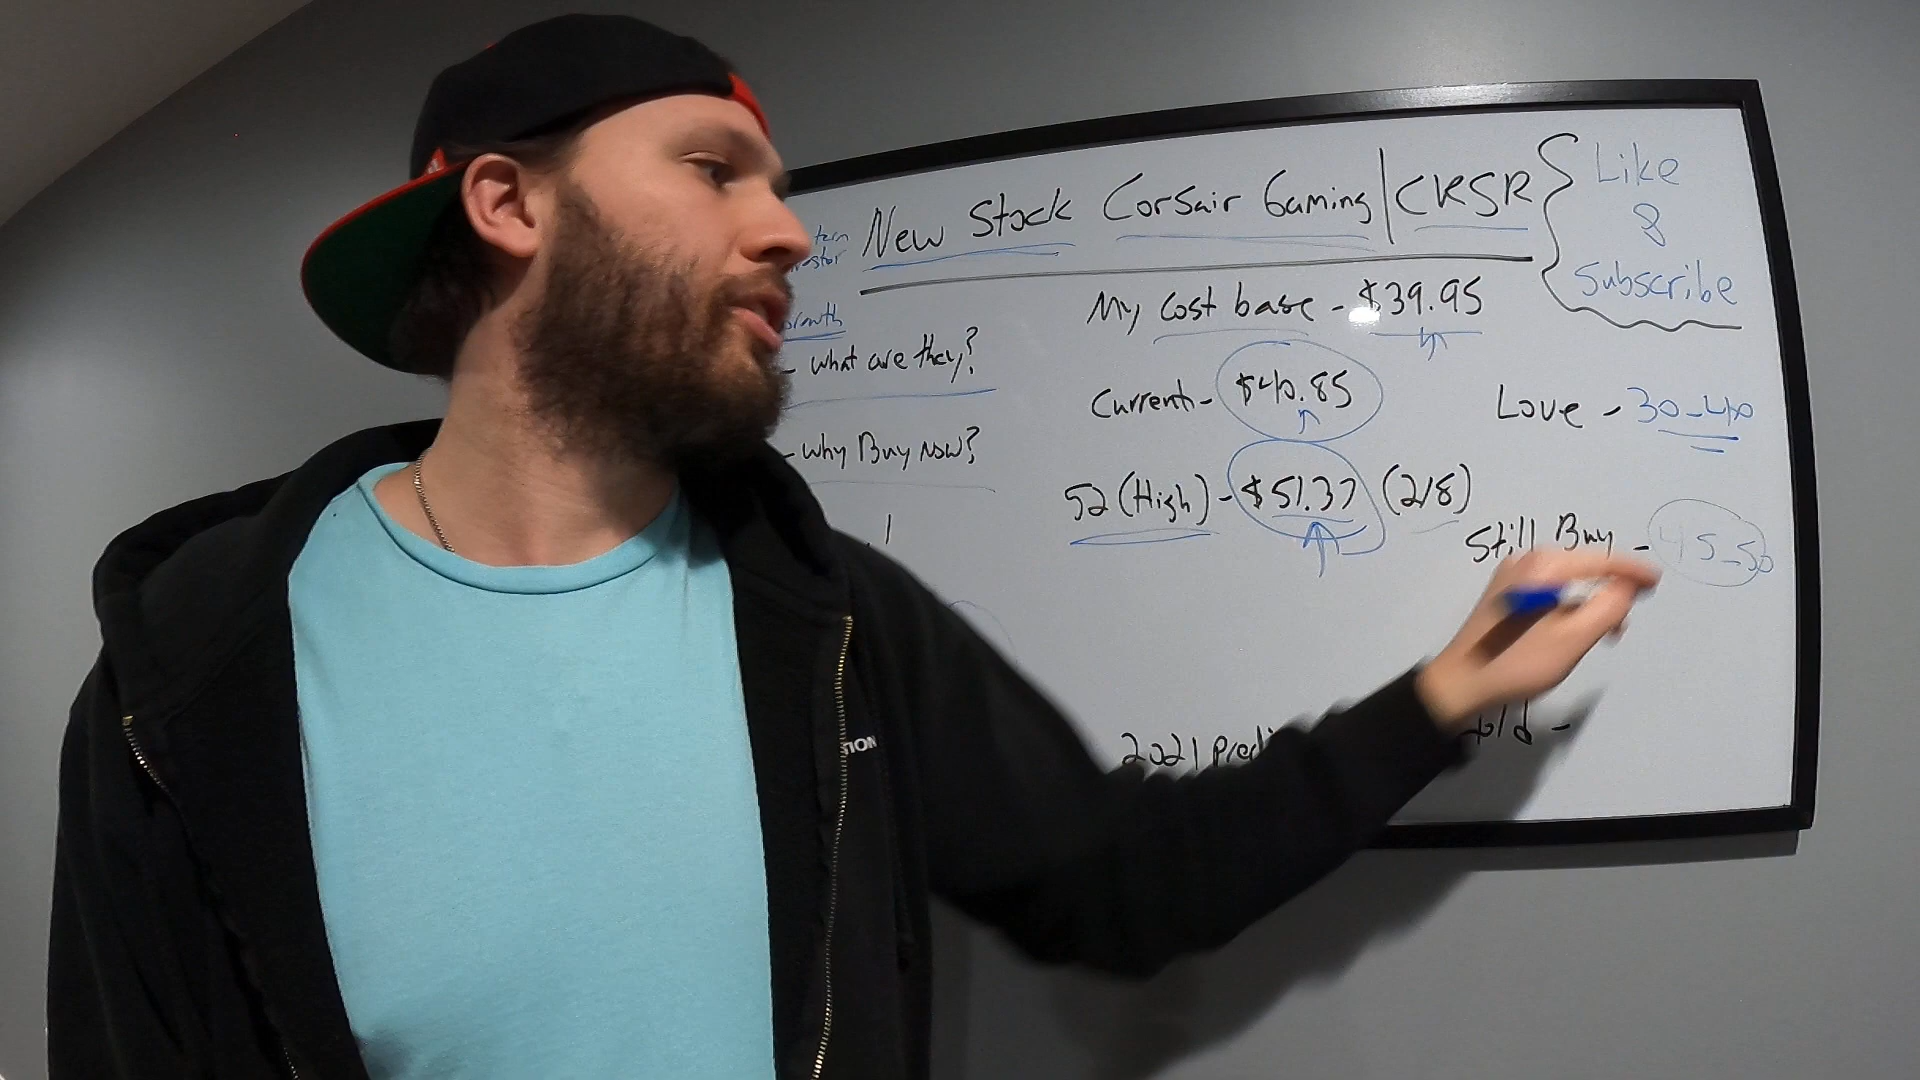 New Stock Corsair Gaming | CRSR
Like
&
Subscribe
My cost base - $39.95
- what are they?
Current - $40.85
Love - 30-40
- why Buy Now?
52 (High) - $51.37 (2/8)
Still Buy - 45-50
2021